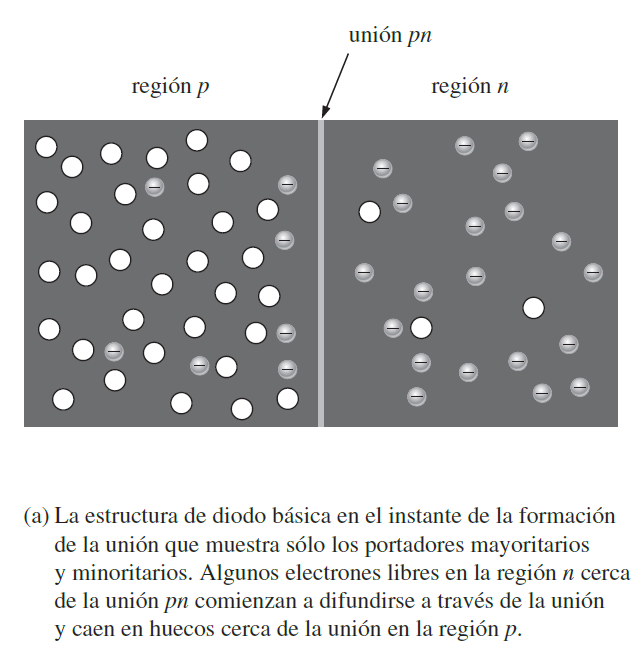 unión pn
región p
región n
(a) La estructura de diodo básica en el instante de la formación
de la unión que muestra sólo los portadores mayoritarios
y minoritarios. Algunos electrones libres en la región n cerca
de la unión pn comienzan a difundirse a través de la unión
y caen en huecos cerca de la unión en la región p.